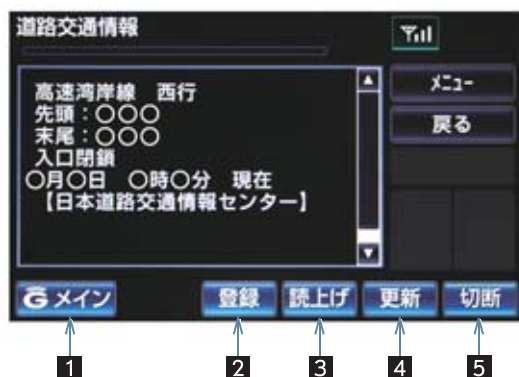 道路交通情報
高速湾岸線 西行
先頭：○○○
末尾：○○○
入口閉鎖
○月○日 ○時○分 現在
【日本道路交通情報センター】
メニュー
戻る
G メイン
登録
読上げ
更新
切断
1
2
3
4
5